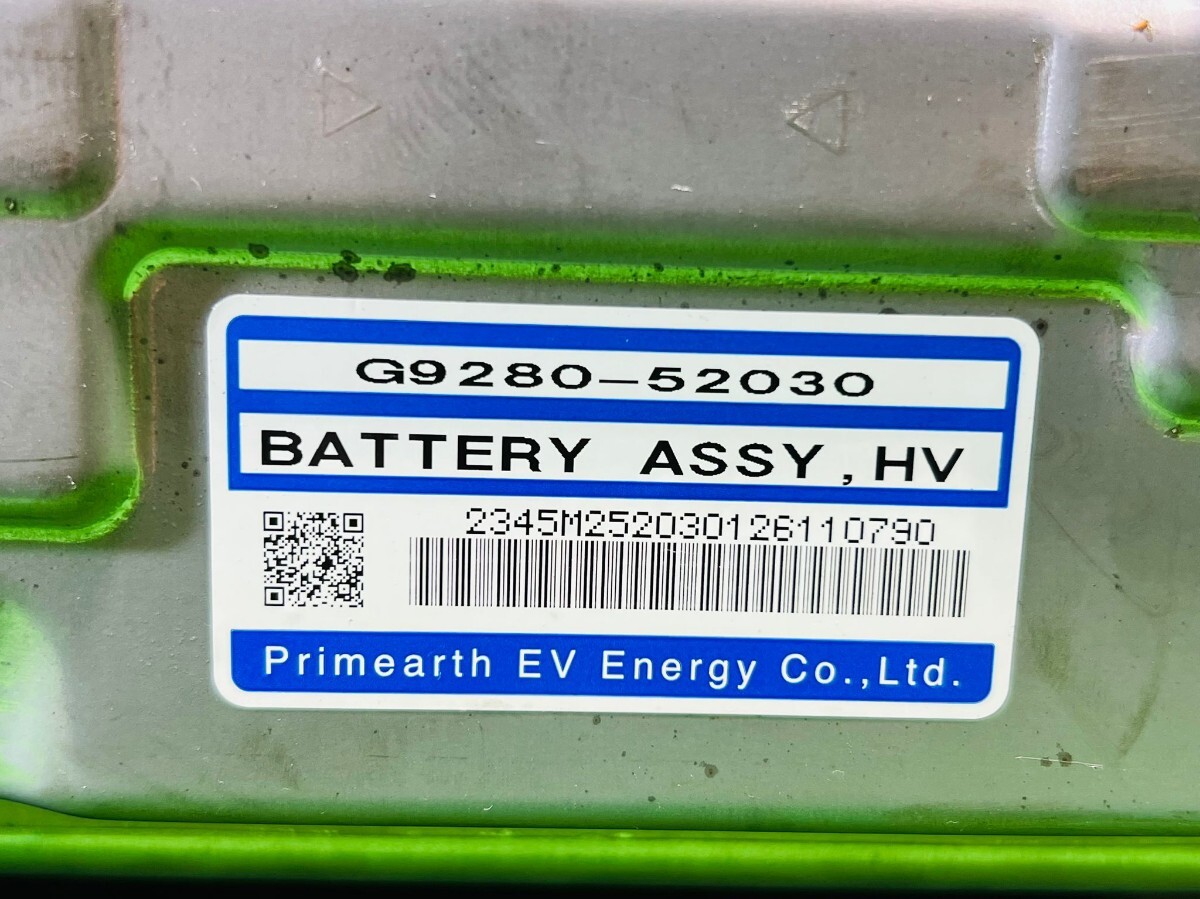 G9280-52030
BATTERY ASSY,HV
2345M252030126110790
Primearth EV Energy Co.,Ltd.